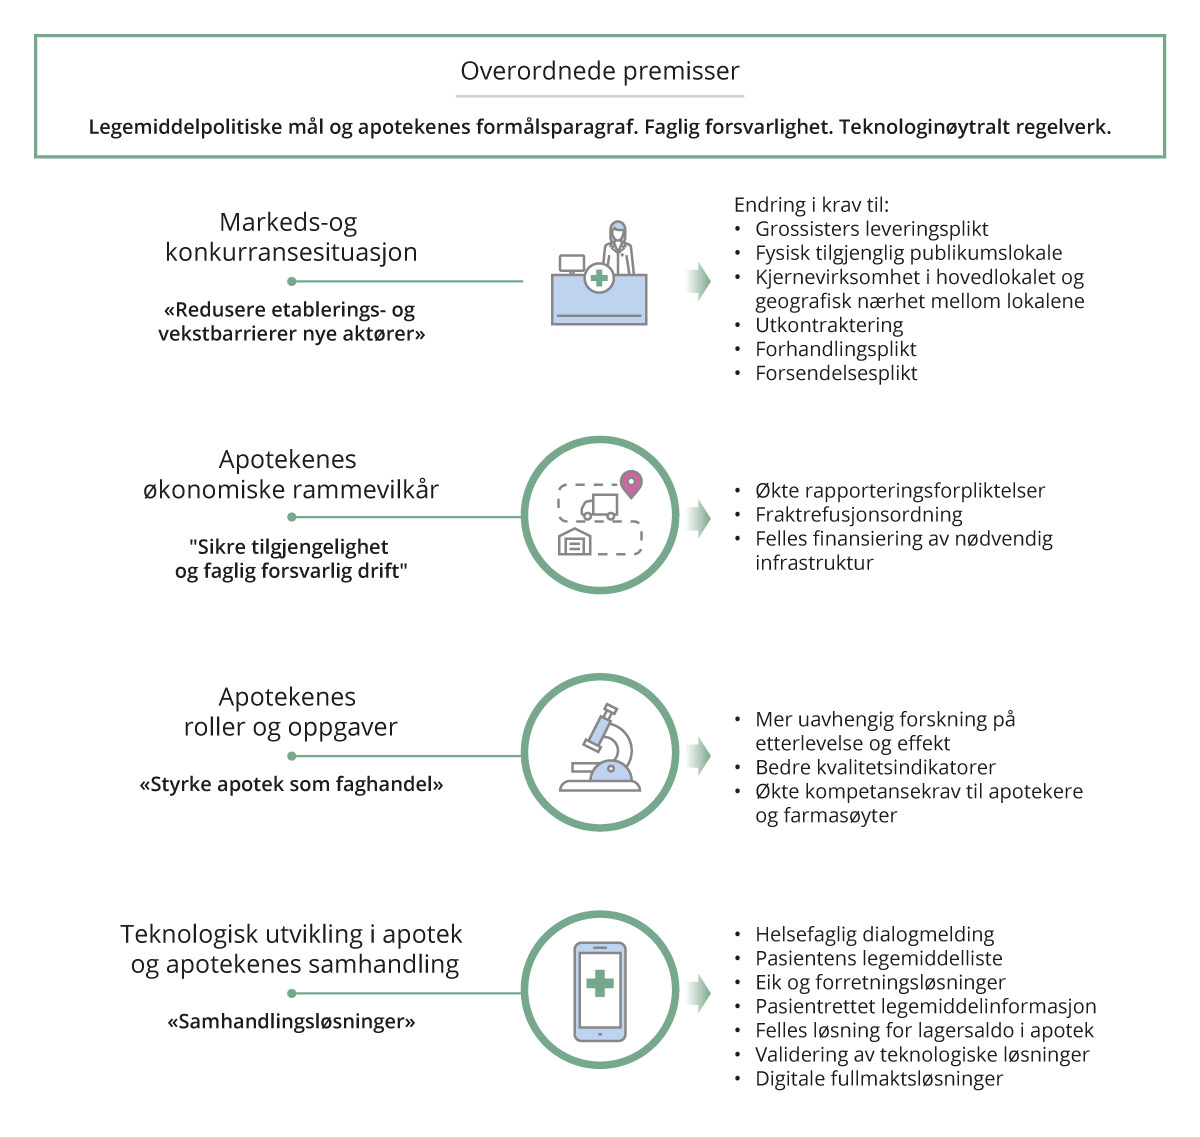 Overordnede premisser
Legemiddelpolitiske mål og apotekenes formålsparagraf. Faglig forsvarlighet. Teknologinøytralt regelverk.
Markeds-og
konkurransesituasjon
«Redusere etablerings- og
vekstbarrierer nye aktører»
Endring i krav til:
• Grossisters leveringsplikt
• Fysisk tilgjenglig publikumslokale
• Kjernevirksomhet i hovedlokalet og
geografisk nærhet mellom lokalene
• Utkontraktering
• Forhandlingsplikt
• Forsendelsesplikt
Apotekenes
økonomiske rammevilkår
"Sikre tilgjengelighet
og faglig forsvarlig drift"
• Økte rapporteringsforpliktelser
• Fraktrefusjonsordning
• Felles finansiering av nødvendig
infrastruktur
Apotekenes
roller og oppgaver
«Styrke apotek som faghandel»
• Mer uavhengig forskning på
etterlevelse og effekt
• Bedre kvalitetsindikatorer
• Økte kompetansekrav til apotekere
og farmasøyter
Teknologisk utvikling i apotek
og apotekenes samhandling
«Samhandlingsløsninger»
• Helsefaglig dialogmelding
• Pasientens legemiddelliste
• Eik og forretningsløsninger
• Pasientrettet legemiddelinformasjon
• Felles løsning for lagersaldo i apotek
• Validering av teknologiske løsninger
• Digitale fullmaktsløsninger